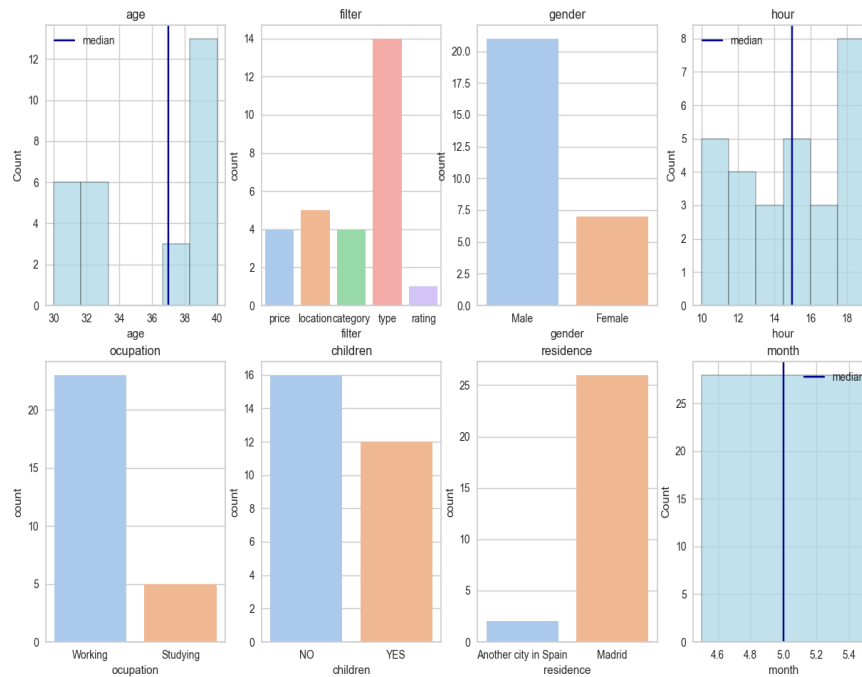 age
median
Count
12
10
8
6
4
2
0
30 32 34 36 38 40
age
filter
count
14
12
10
8
6
4
2
0
price location category type rating
filter
gender
count
20.0
17.5
15.0
12.5
10.0
7.5
5.0
2.5
0.0
Male Female
gender
hour
median
Count
8
7
6
5
4
3
2
1
0
10 12 14 16 18
hour
ocupation
count
20
15
10
5
0
Working Studying
ocupation
children
count
16
14
12
10
8
6
4
2
0
NO YES
children
residence
count
25
20
15
10
5
0
Another city in Spain Madrid
residence
month
median
Count
25
20
15
10
5
0
4.6 4.8 5.0 5.2 5.4
month